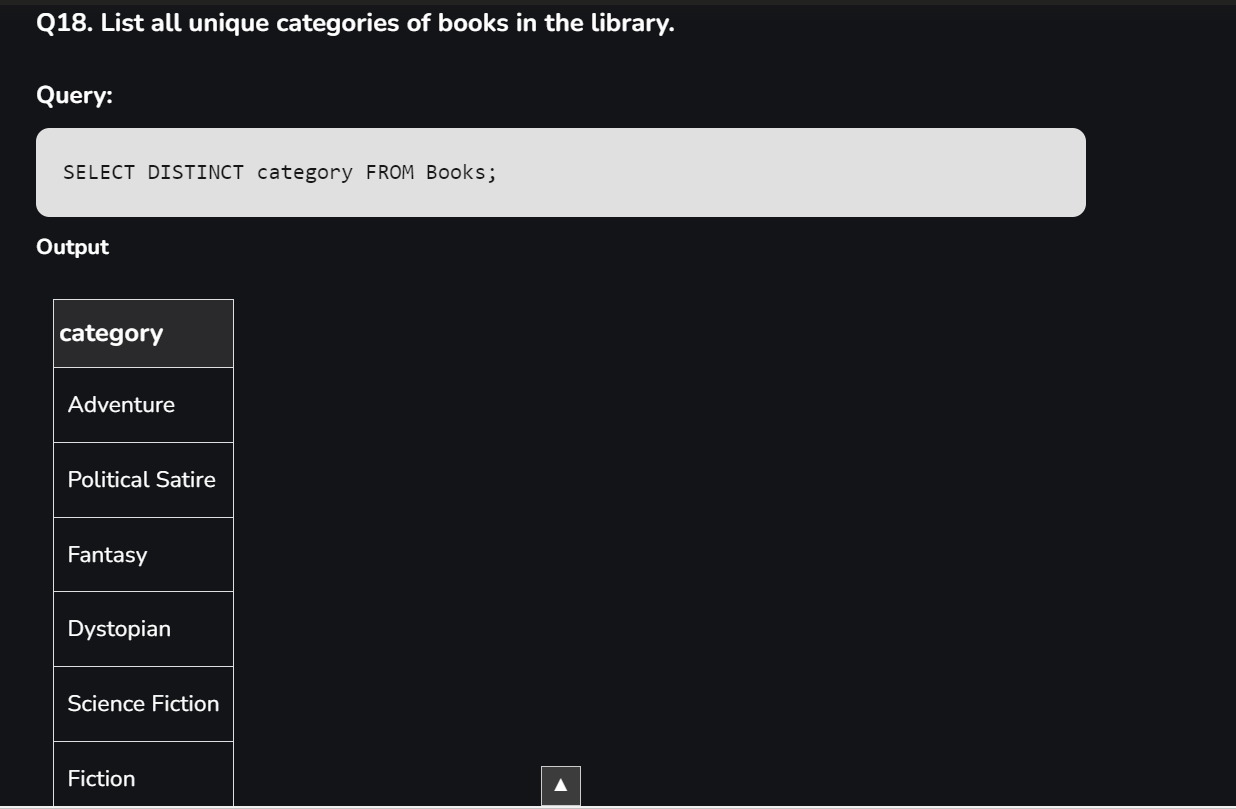 Q18. List all unique categories of books in the library.
Query:
SELECT DISTINCT category FROM Books;
Output
category
Adventure
Political Satire
Fantasy
Dystopian
Science Fiction
Fiction